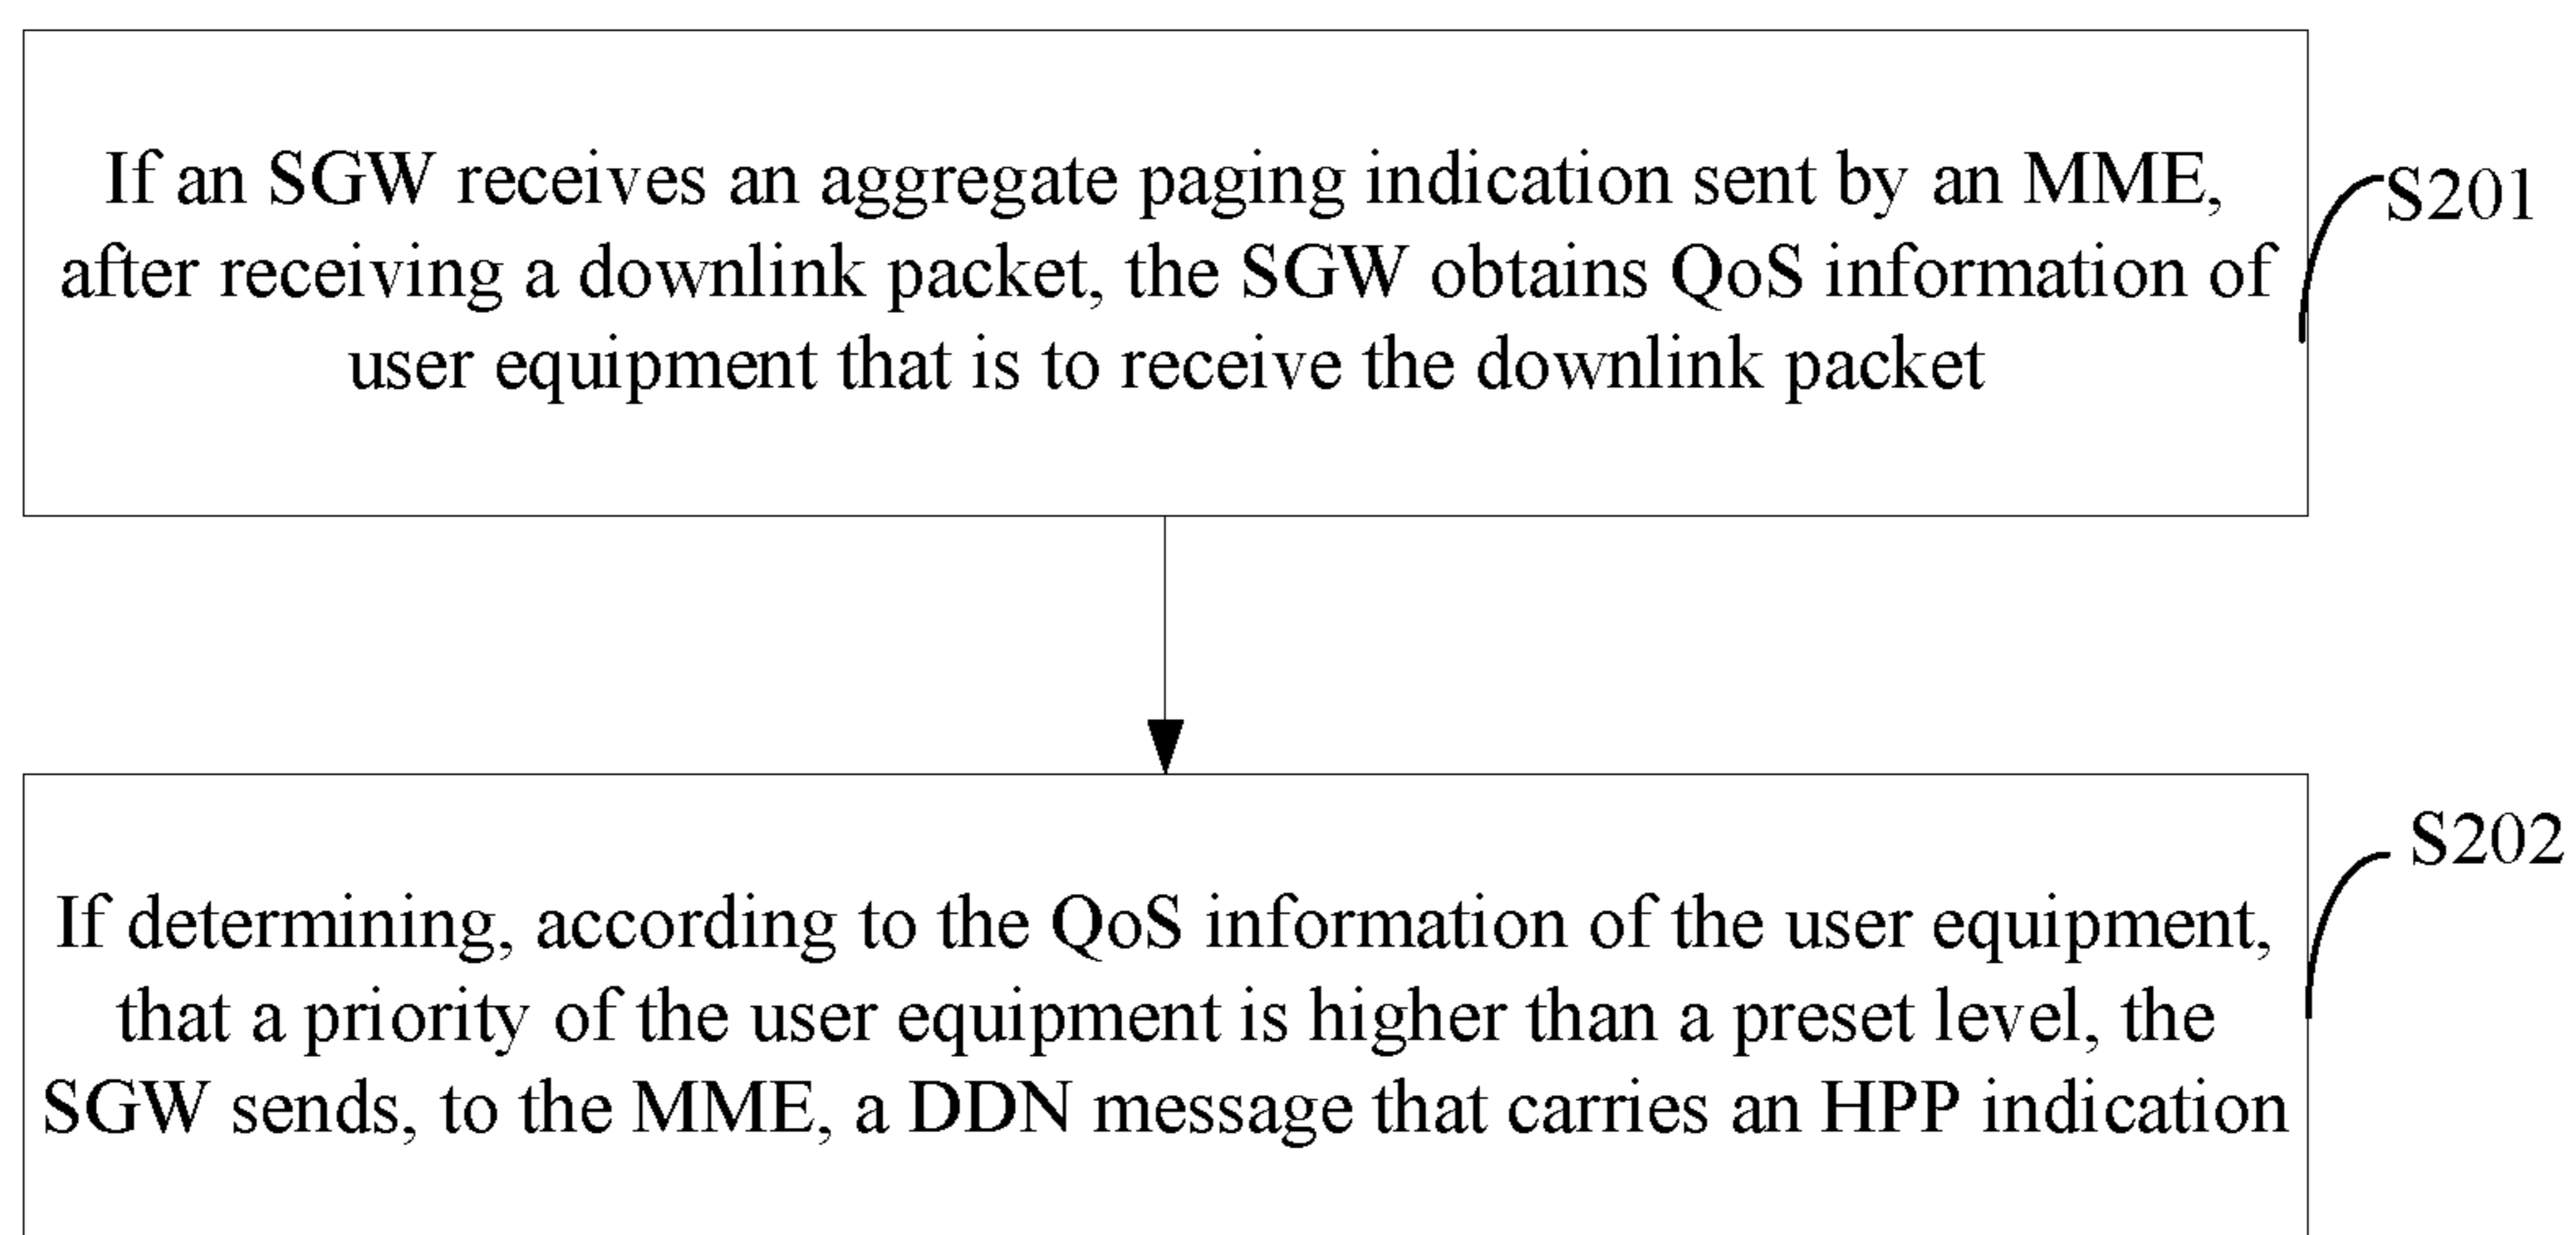 If an SGW receives an aggregate paging indication sent by an MME,
after receiving a downlink packet, the SGW obtains QoS information of
user equipment that is to receive the downlink packet
S201
If determining, according to the QoS information of the user equipment,
that a priority of the user equipment is higher than a preset level, the
SGW sends, to the MME, a DDN message that carries an HPP indication
S202